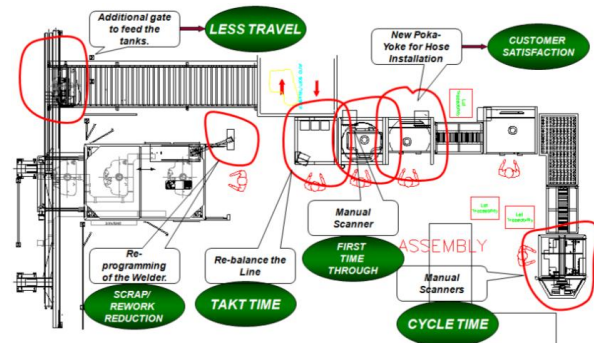 Additional gate
to feed the
tanks.
LESS TRAVEL
New Poka-
Yoke for Hose
Installation
CUSTOMER
SATISFACTION
Manual
Scanner
FIRST
TIME
THROUGH
ASSEMBLY
Re-
programming
of the Welder.
SCRAP/
REWORK
REDUCTION
Re-balance the
Line
TAKT TIME
Manual
Scanners
CYCLE TIME